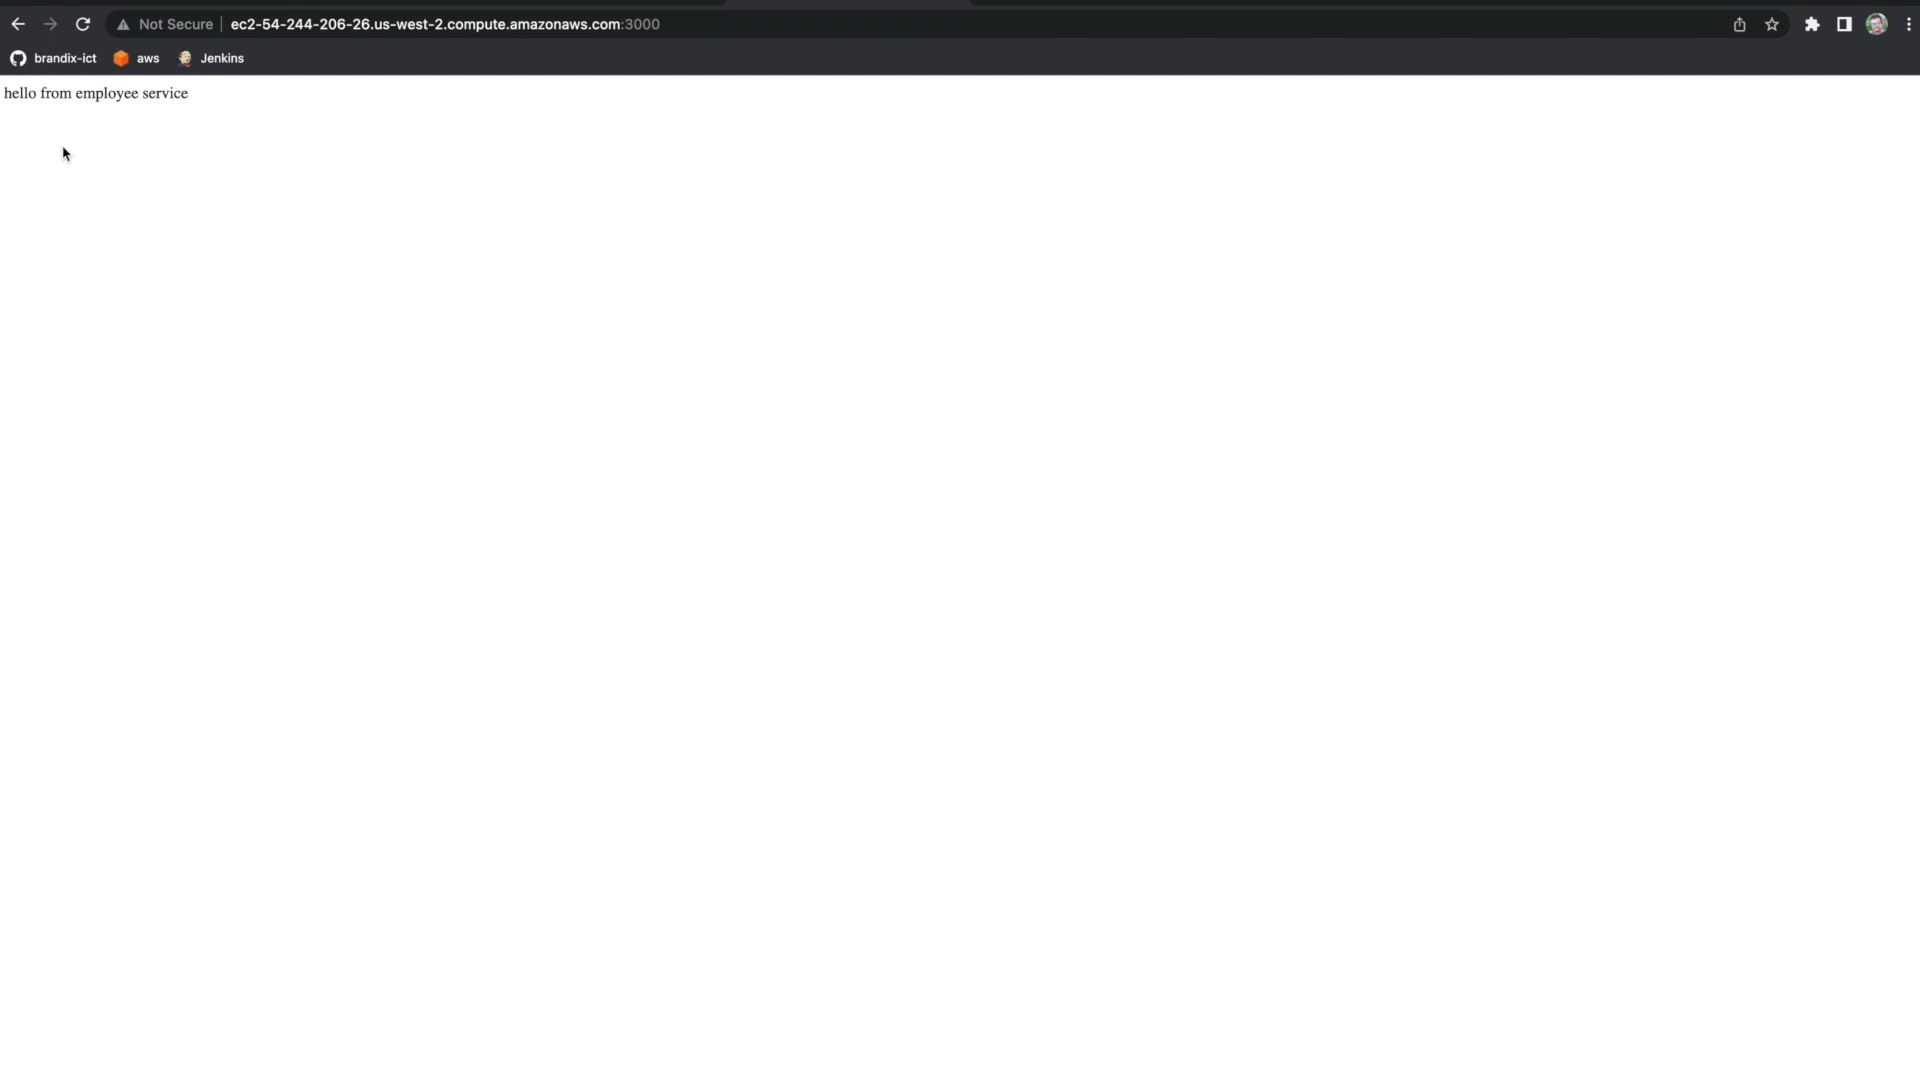 Not Secure ec2-54-244-206-26.us-west-2.compute.amazonaws.com:3000
brandix-ict aws Jenkins
hello from employee service